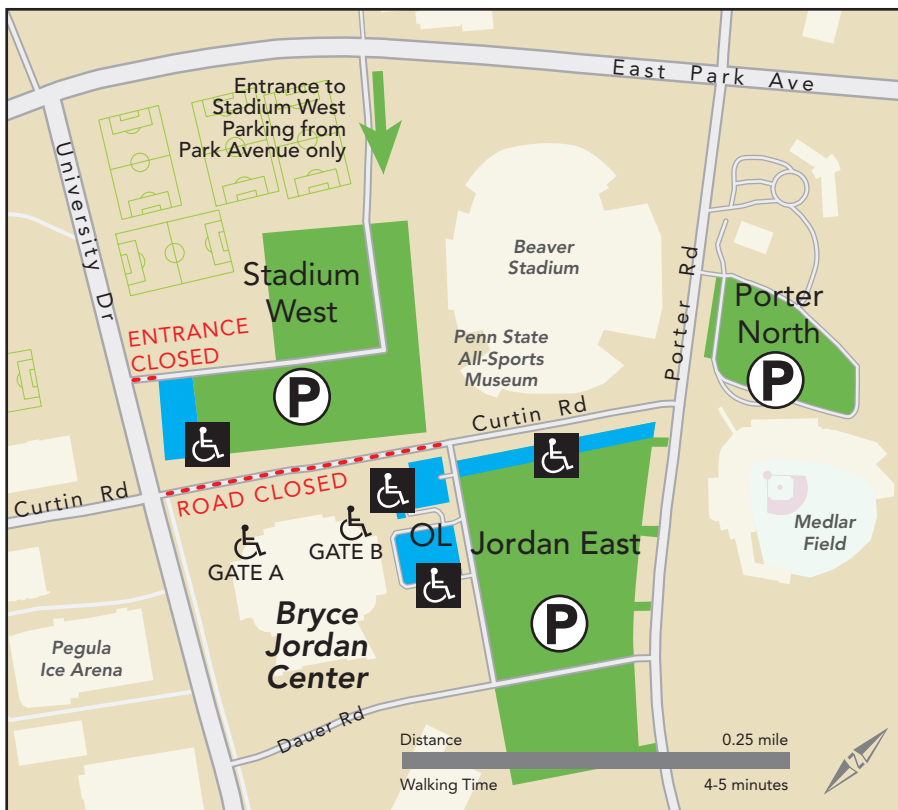 East Park Ave
Entrance to
Stadium West
Parking from
Park Avenue only
University Dr
Beaver
Stadium
Stadium
West
Porter Rd
Porter
North
ENTRANCE
CLOSED
Penn State
All-Sports
Museum
P
P
Curtin Rd
ROAD CLOSED
Curtin Rd
Medlar
Field
GATE A
GATE B
OL
Jordan East
P
Bryce
Jordan
Center
Pegula
Ice Arena
Dauer Rd
Distance
0.25 mile
Walking Time
4-5 minutes
N